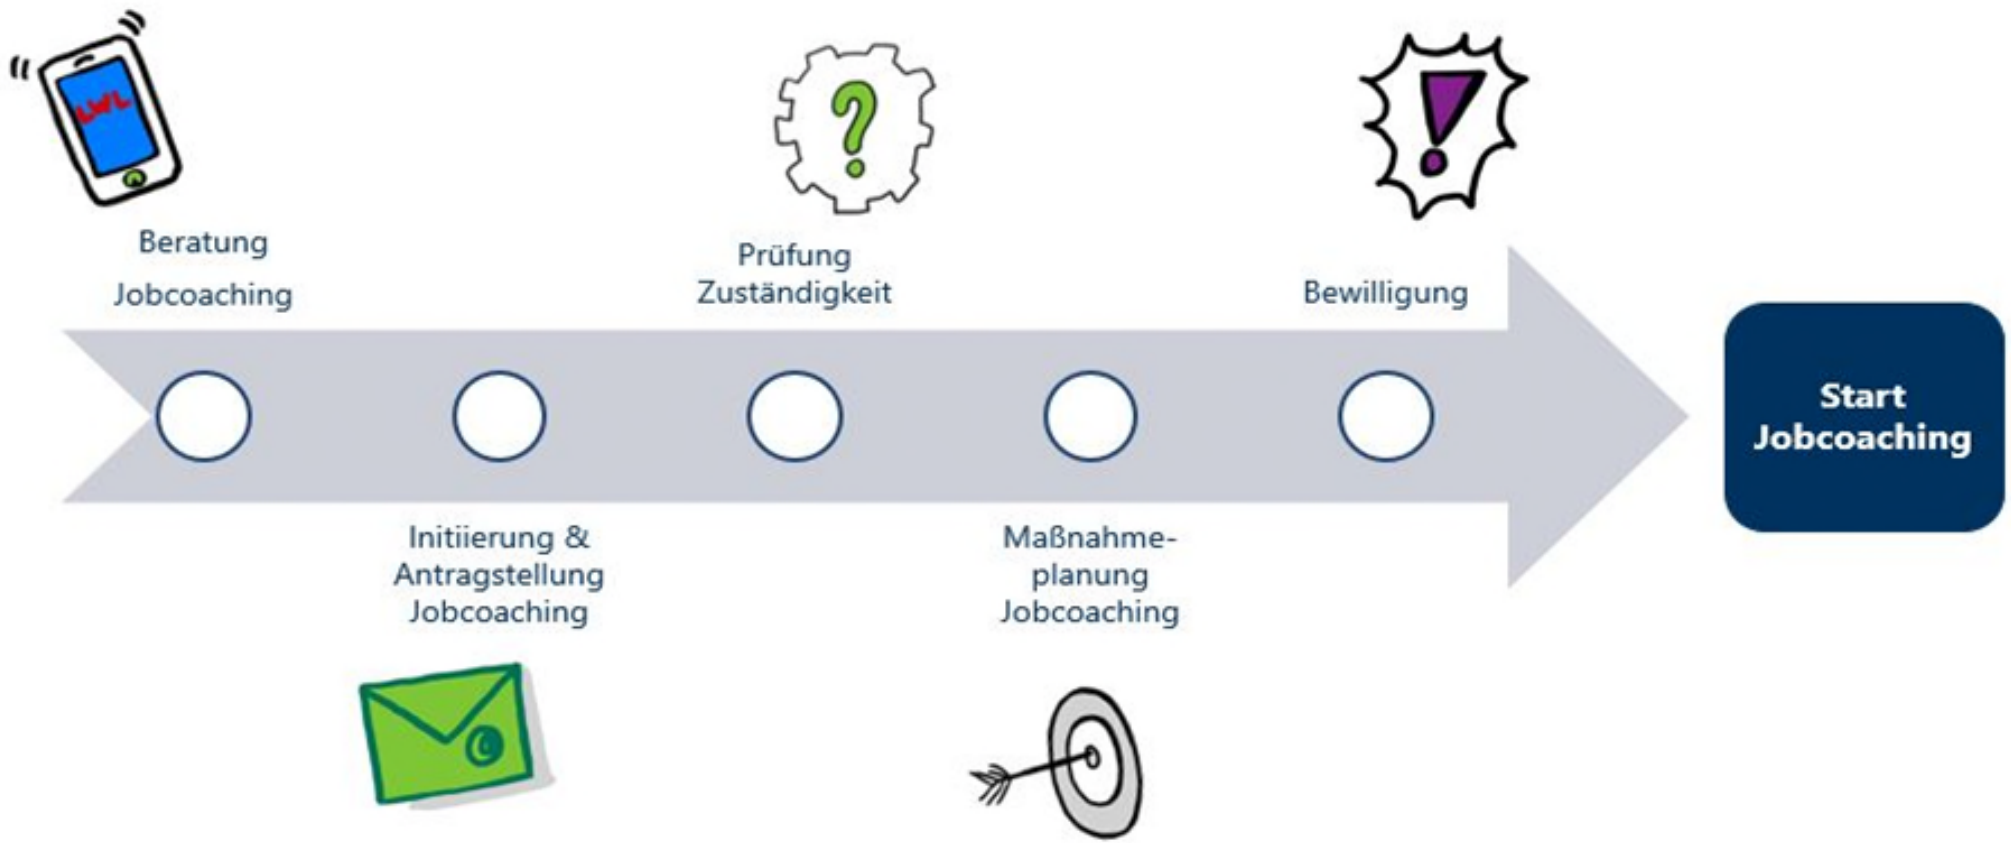 LWL
Beratung
Jobcoaching
Initiierung &
Antragstellung
Jobcoaching
Prüfung
Zuständigkeit
Maßnahme-
planung
Jobcoaching
Bewilligung
Start
Jobcoaching